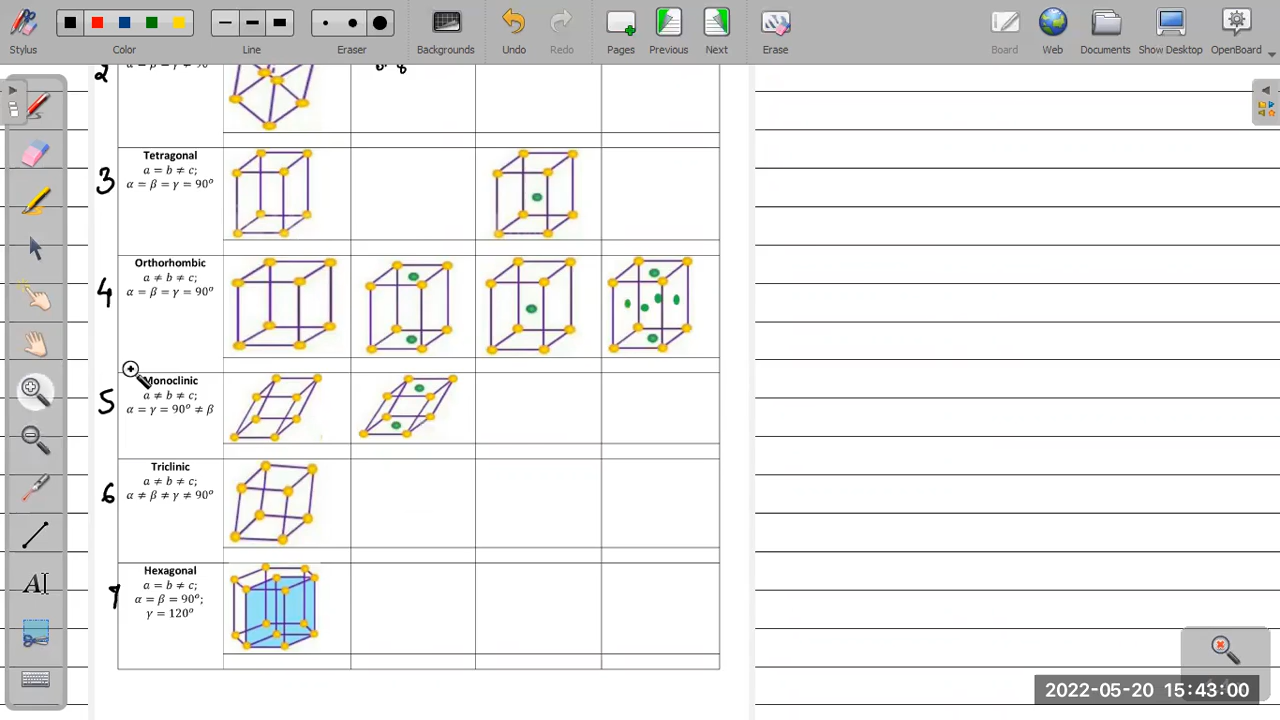 Stylus
Color
Line
Eraser
Backgrounds
Undo
Redo
Pages
Previous
Next
Erase
Board
Web
Documents
Show Desktop
OpenBoard
2
3
Tetragonal
a = b ≠ c;
α = β = γ = 90°
4
Orthorhombic
a ≠ b ≠ c;
α = β = γ = 90°
5
Monoclinic
a ≠ b ≠ c;
α = γ = 90° ≠ β
6
Triclinic
a ≠ b ≠ c;
α ≠ β ≠ γ ≠ 90°
7
Hexagonal
a = b ≠ c;
α = β = 90°;
γ = 120°
2022-05-20 15:43:00